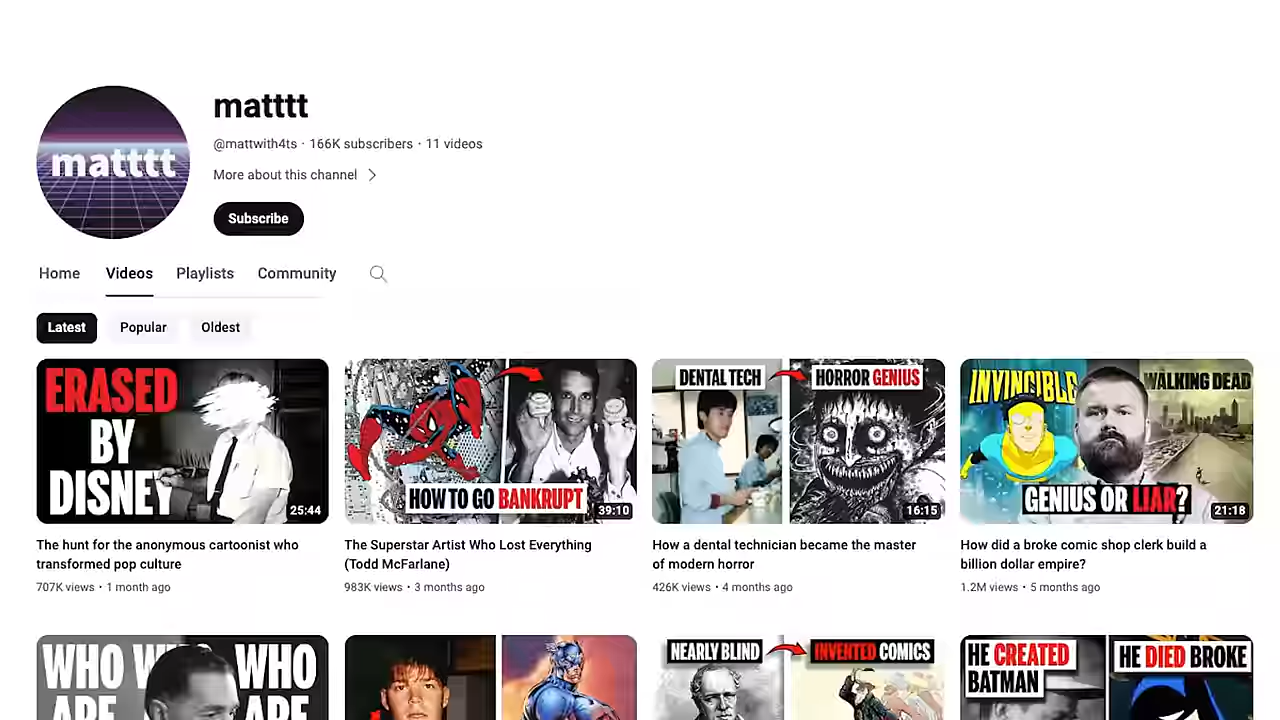 matttt
matttt
@mattwith4ts · 166K subscribers · 11 videos
More about this channel
Subscribe
Home Videos Playlists Community
Latest Popular Oldest
ERASED
BY
DISNEY
25:44
HOW TO GO BANKRUPT
39:10
DENTAL TECH
HORROR GENIUS
16:15
INVINCIBLE
WALKING DEAD
GENIUS OR LIAR?
21:18
The hunt for the anonymous cartoonist who
transformed pop culture
707K views · 1 month ago
The Superstar Artist Who Lost Everything
(Todd McFarlane)
983K views · 3 months ago
How a dental technician became the master
of modern horror
426K views · 4 months ago
How did a broke comic shop clerk build a
billion dollar empire?
1.2M views · 5 months ago
WHO
WHO
ARE
ARE
NEARLY BLIND
INVENTED COMICS
HE CREATED
BATMAN
HE DIED BROKE